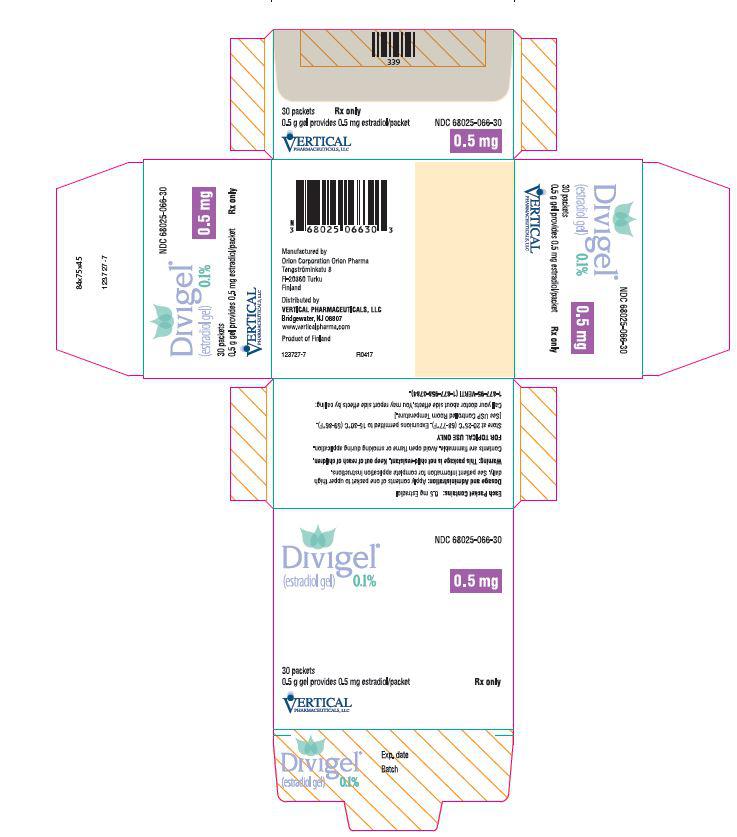 339
30 packets Rx only
0.5 g gel provides 0.5 mg estradiol/packet NDC 68025-066-30
VERTICAL 0.5 mg
PHARMACEUTICALS, LLC
84x75x45
123727-7
NDC 68025-066-30
0.5 mg
Divigel®
(estradiol gel) 0.1%
30 packets
0.5 g gel provides 0.5 mg estradiol/packet Rx only
VERTICAL
PHARMACEUTICALS, LLC
3 68025 06630 3
Manufactured by
Orion Corporation Orion Pharma
Tengströminkatu 8
FI-20360 Turku
Finland
Distributed by
VERTICAL PHARMACEUTICALS, LLC
Bridgewater, NJ 08807
www.verticalpharma.com
Product of Finland
123727-7 R0417
Divigel®
(estradiol gel) 0.1%
NDC 68025-066-30
0.5 mg
30 packets
0.5 g gel provides 0.5 mg estradiol/packet Rx only
VERTICAL
PHARMACEUTICALS, LLC
Each Packet Contains: 0.5 mg Estradiol
Dosage and Administration: Apply contents of one packet to upper thigh
daily. See patient information for complete application instructions.
Warning: This package is not child-resistant. Keep out of reach of children.
Contents are flammable. Avoid open flame or smoking during application.
FOR TOPICAL USE ONLY
Store at 20-25°C (68-77°F). Excursions permitted to 15-30°C (59-86°F).
[See USP Controlled Room Temperature.]
Call your doctor about side effects. You may report side effects by calling:
1-877-95-VERTI (1-877-958-3784).
NDC 68025-066-30
Divigel®
(estradiol gel) 0.1%
0.5 mg
30 packets
0.5 g gel provides 0.5 mg estradiol/packet Rx only
VERTICAL
PHARMACEUTICALS, LLC
Divigel®
(estradiol gel) 0.1%
Exp. date
Batch